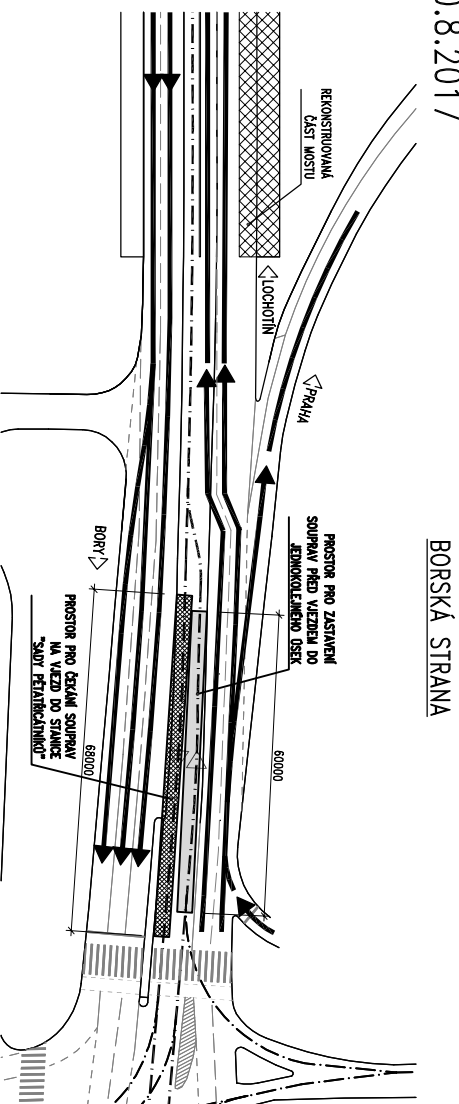 0.8.2017
BORSKÁ STRANA
REKONSTRUOVANÁ
ČÁST MOSTU
LOCHOTÍN
PRAHA
PROSTOR PRO ZASTAVENÍ
SOUPRAV PŘED VJEZDEM DO
JEDNOKOLEJNÉHO ÚSEK
60000
BORY
68000
PROSTOR PRO ČEKÁNÍ SOUPRAV
NA VJEZD DO STANICE
"SADY PĚTATŘICÁTNÍKŮ"